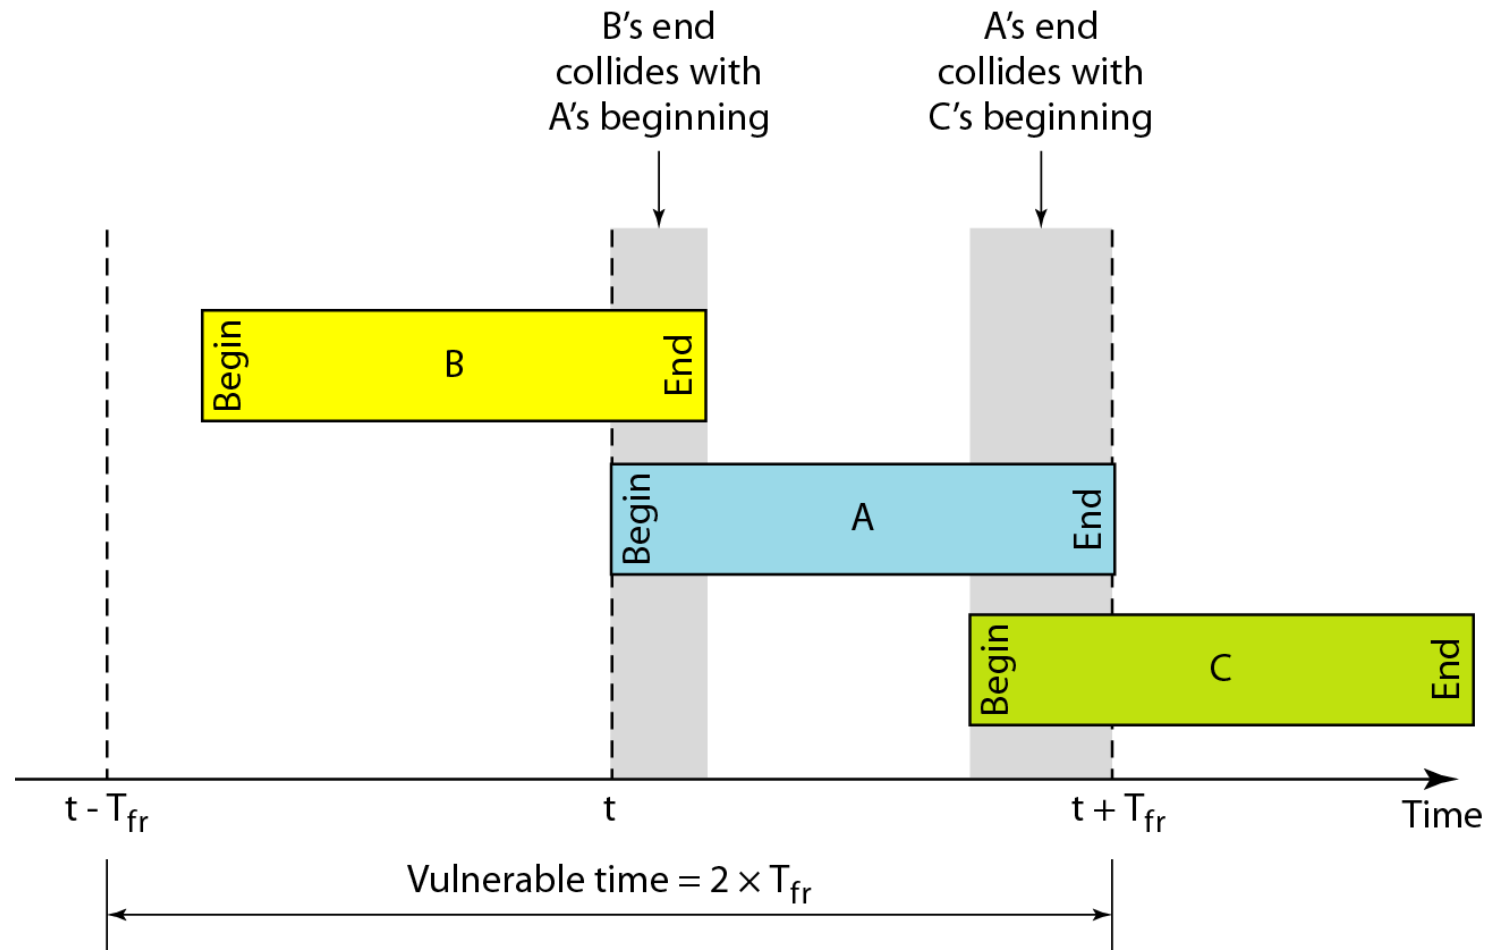 B’s end
collides with
A’s beginning
A’s end
collides with
C’s beginning
Begin
B
End
Begin
A
End
Begin
C
End
t - Tfr
t
t + Tfr
Time
Vulnerable time = 2 × Tfr